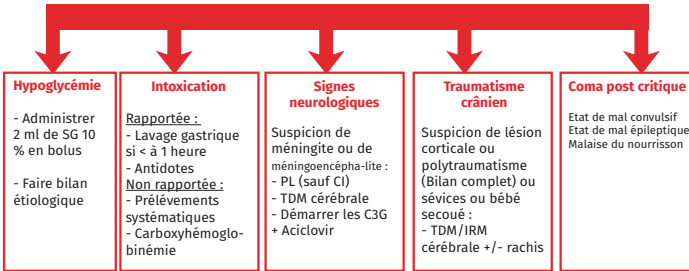 Hypoglycémie
- Administrer
2 ml de SG 10
% en bolus
- Faire bilan
étiologique
Intoxication
Rapportée :
- Lavage gastrique
si < à 1 heure
- Antidotes
Non rapportée :
- Prélévements
systématiques
- Carboxyhémoglo-
binémie
Signes
neurologiques
Suspicion de
méningite ou de
méningoencépha-lite :
- PL (sauf CI)
- TDM cérébrale
- Démarrer les C3G
+ Aciclovir
Traumatisme
crânien
Suspicion de lésion
corticale ou
polytraumatisme
(Bilan complet) ou
sévices ou bébé
secoué :
- TDM/IRM
cérébrale +/- rachis
Coma post critique
Etat de mal convulsif
Etat de mal épileptique
Malaise du nourrisson